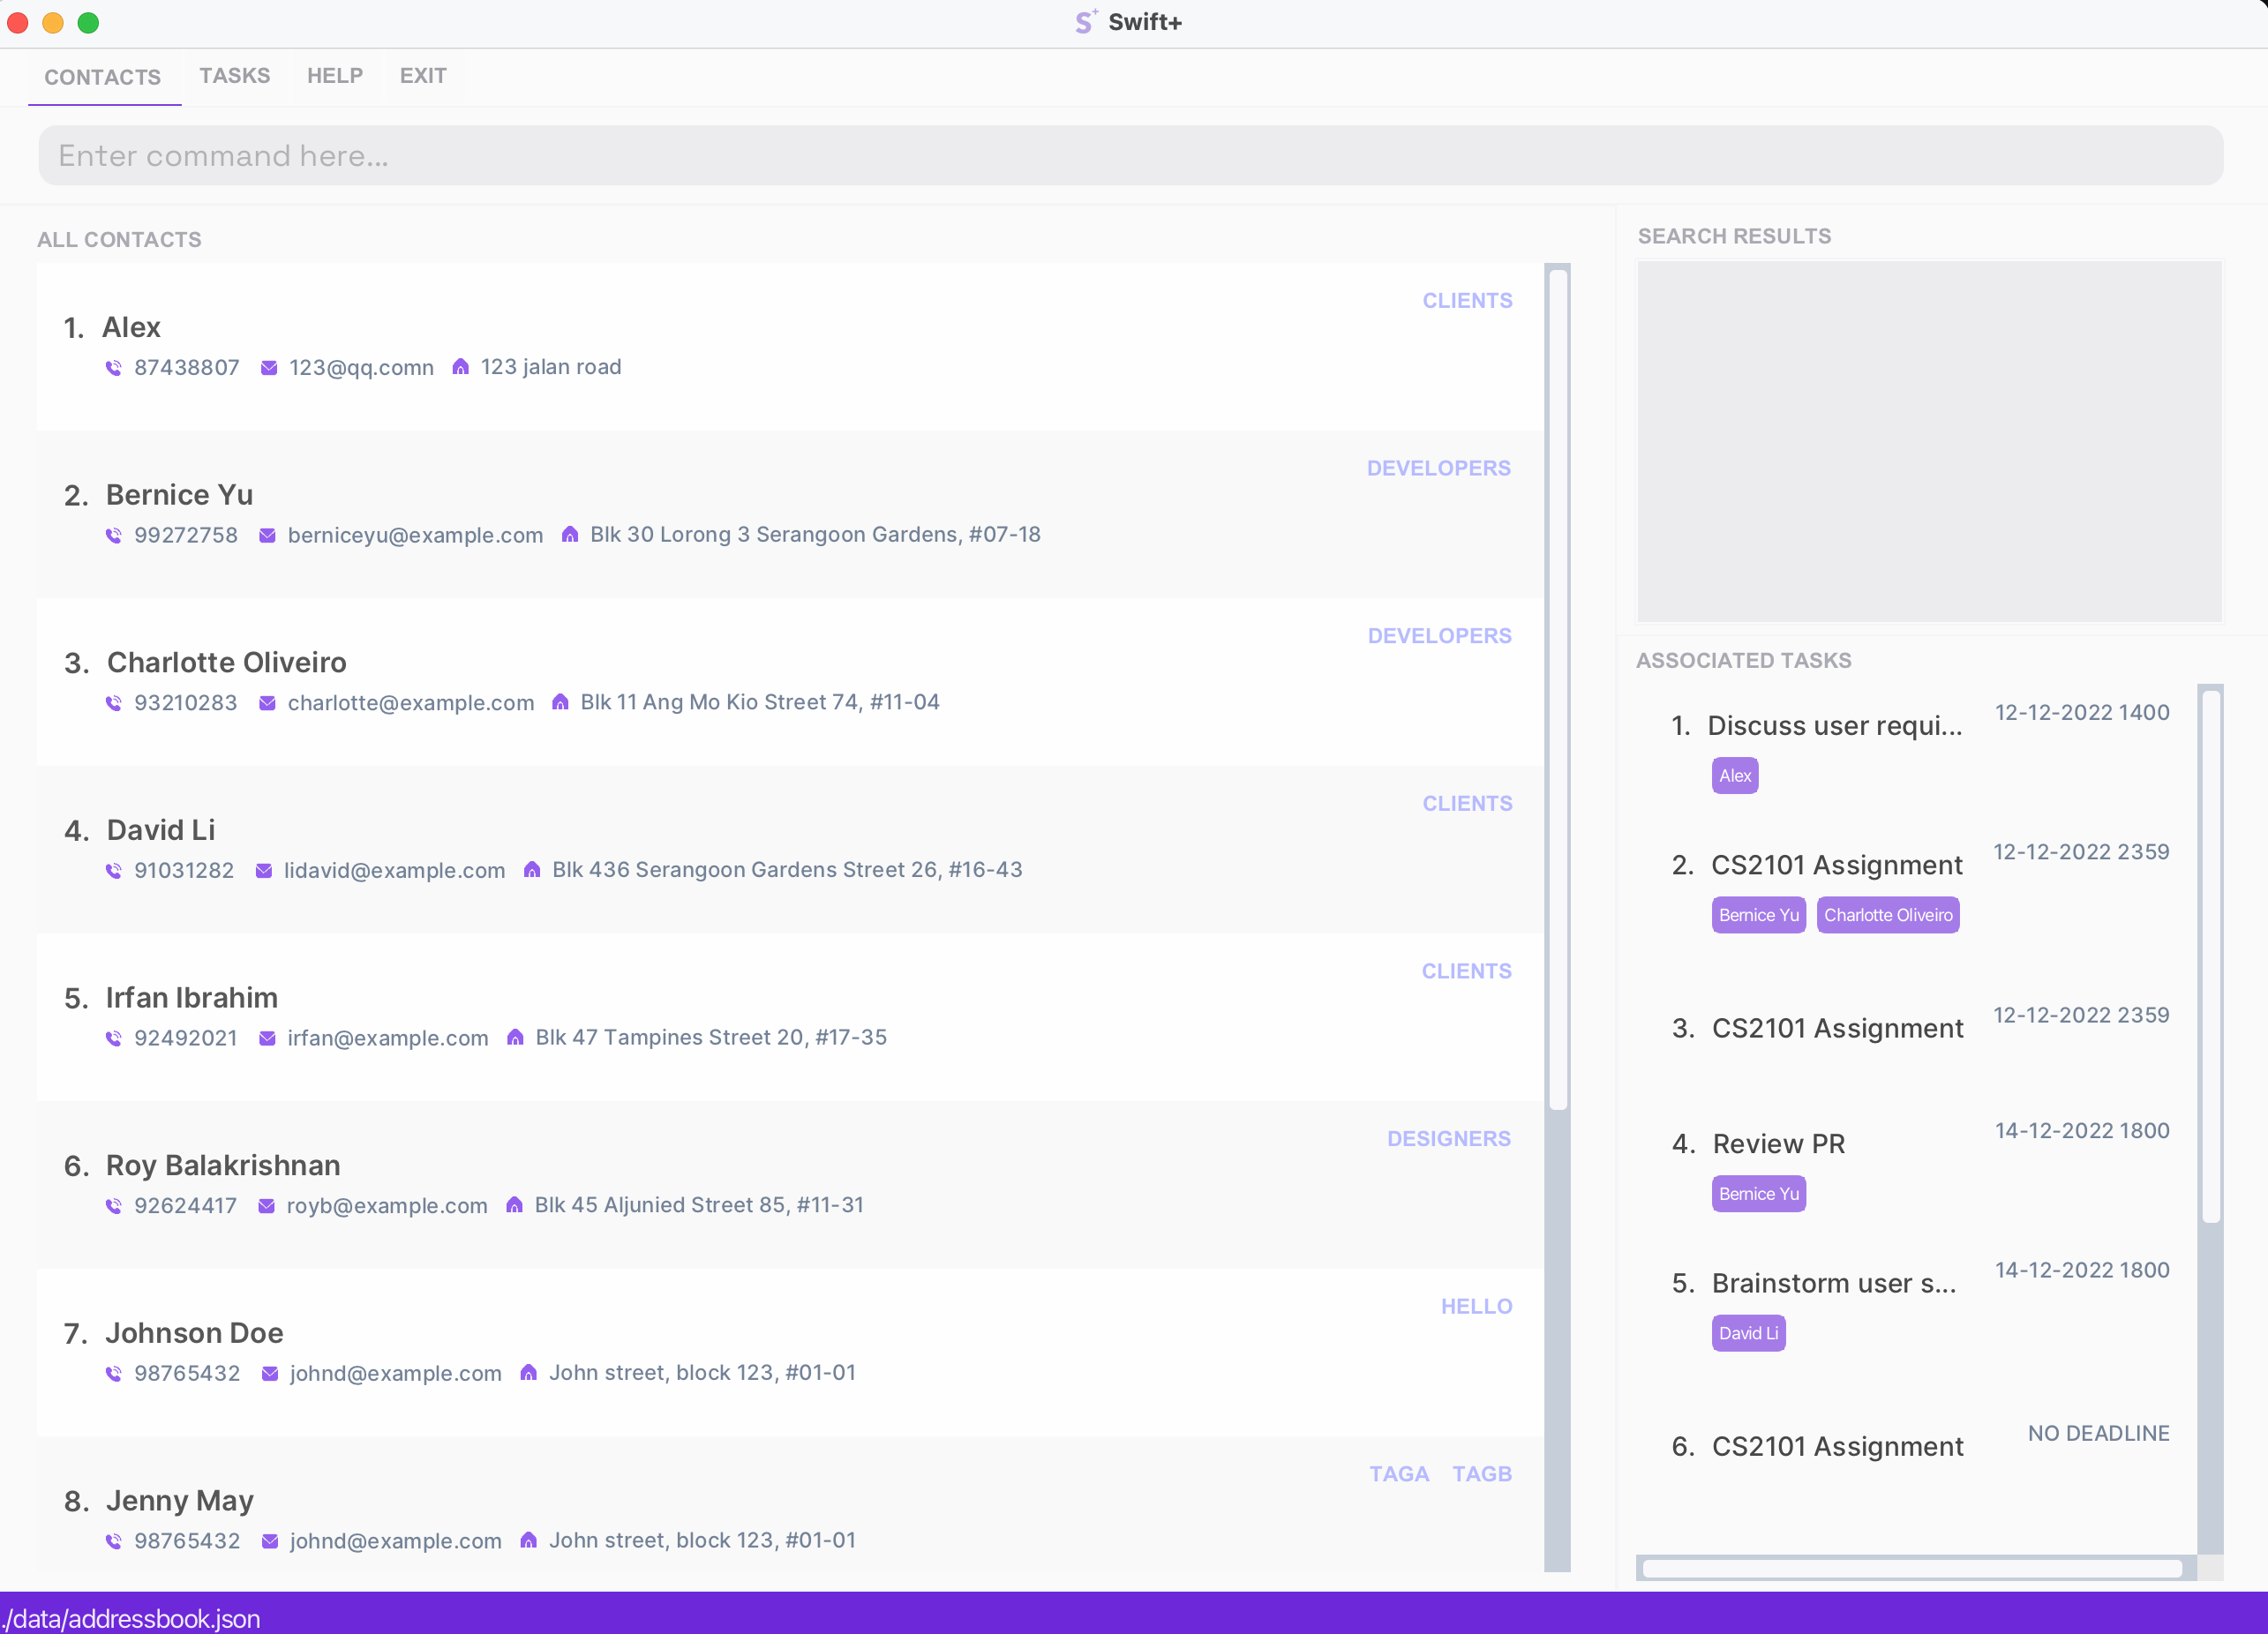 S+ Swift+
CONTACTS TASKS HELP EXIT
Enter command here...
ALL CONTACTS
1. Alex
CLIENTS
87438807 123@qq.comn 123 jalan road
2. Bernice Yu
DEVELOPERS
99272758 berniceyu@example.com Blk 30 Lorong 3 Serangoon Gardens, #07-18
3. Charlotte Oliveiro
DEVELOPERS
93210283 charlotte@example.com Blk 11 Ang Mo Kio Street 74, #11-04
4. David Li
CLIENTS
91031282 lidavid@example.com Blk 436 Serangoon Gardens Street 26, #16-43
5. Irfan Ibrahim
CLIENTS
92492021 irfan@example.com Blk 47 Tampines Street 20, #17-35
6. Roy Balakrishnan
DESIGNERS
92624417 royb@example.com Blk 45 Aljunied Street 85, #11-31
7. Johnson Doe
HELLO
98765432 johnd@example.com John street, block 123, #01-01
8. Jenny May
TAGA TAGB
98765432 johnd@example.com John street, block 123, #01-01
SEARCH RESULTS
ASSOCIATED TASKS
1. Discuss user requi... 12-12-2022 1400
Alex
2. CS2101 Assignment 12-12-2022 2359
Bernice Yu Charlotte Oliveiro
3. CS2101 Assignment 12-12-2022 2359
4. Review PR 14-12-2022 1800
Bernice Yu
5. Brainstorm user s... 14-12-2022 1800
David Li
6. CS2101 Assignment NO DEADLINE
./data/addressbook.json